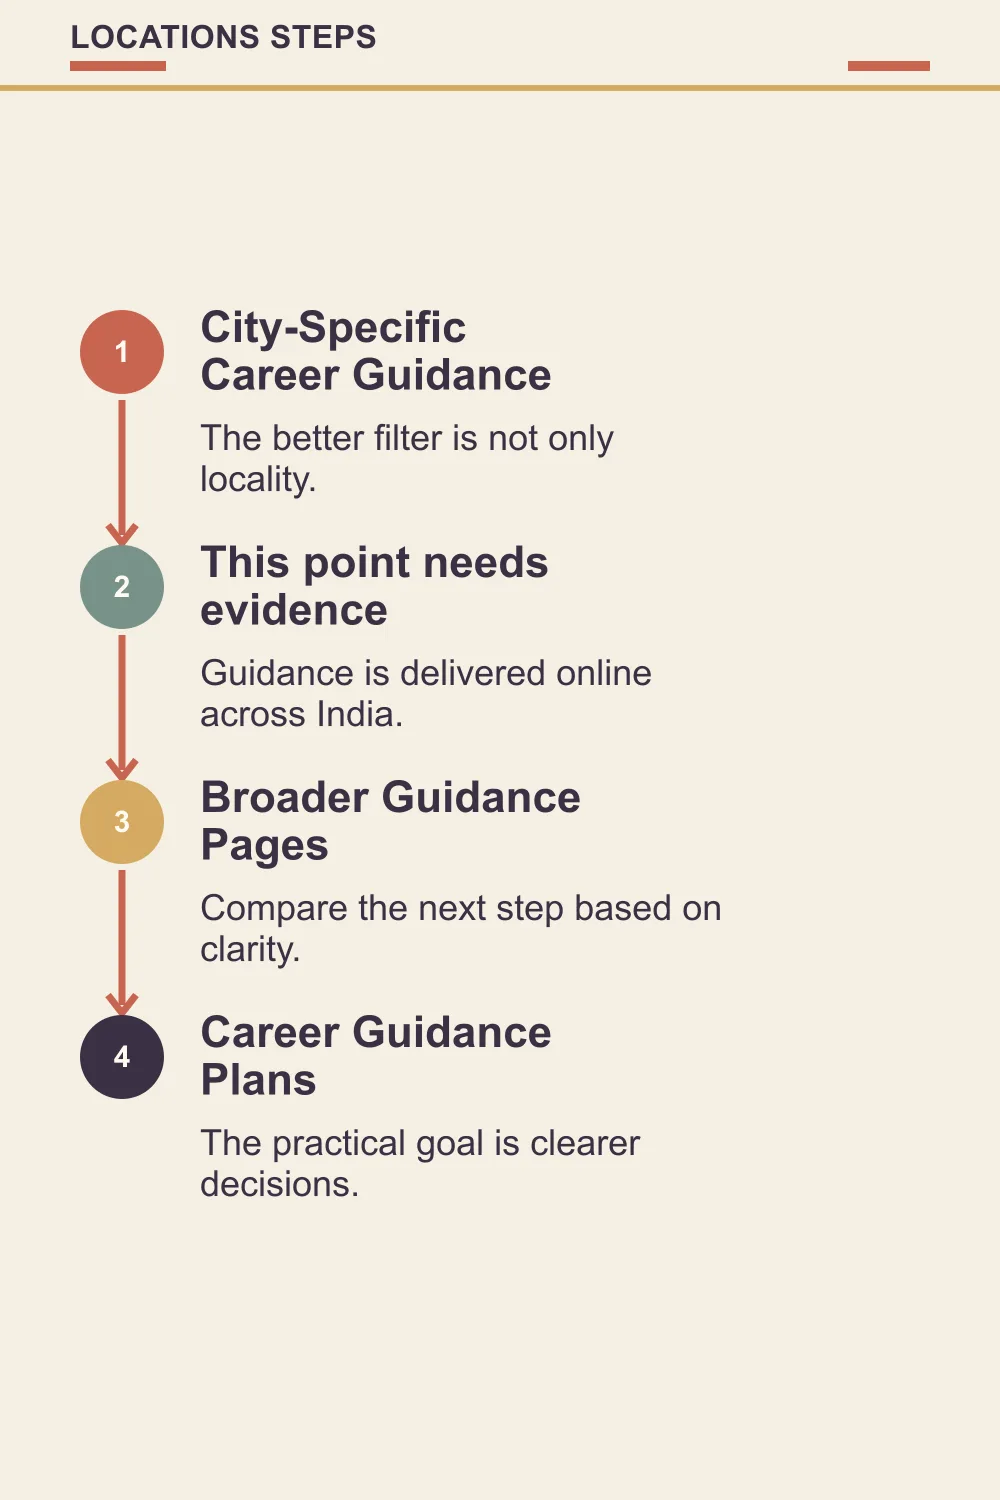 LOCATIONS STEPS
1
City-Specific
Career Guidance
The better filter is not only
locality.
2
This point needs
evidence
Guidance is delivered online
across India.
3
Broader Guidance
Pages
Compare the next step based on
clarity.
4
Career Guidance
Plans
The practical goal is clearer
decisions.